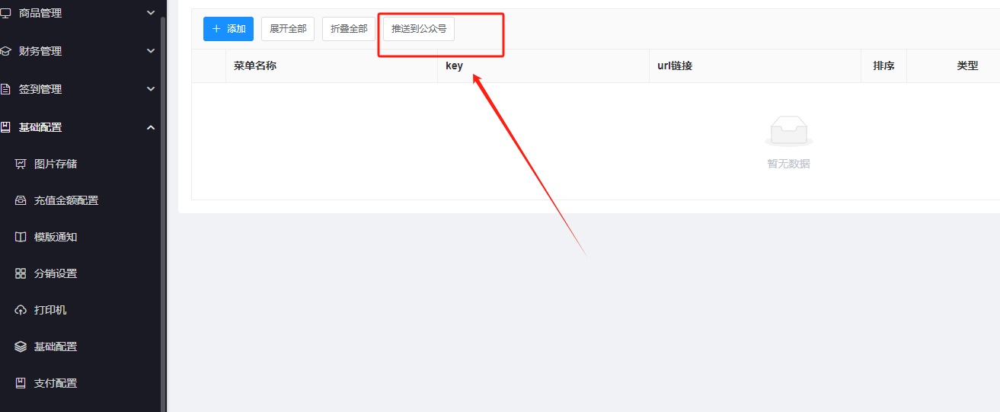 商品管理
财务管理
签到管理
基础配置
图片存储
充值金额配置
模版通知
分销设置
打印机
基础配置
支付配置
添加 展开全部 折叠全部 推送到公众号
菜单名称 key url链接 排序 类型
暂无数据